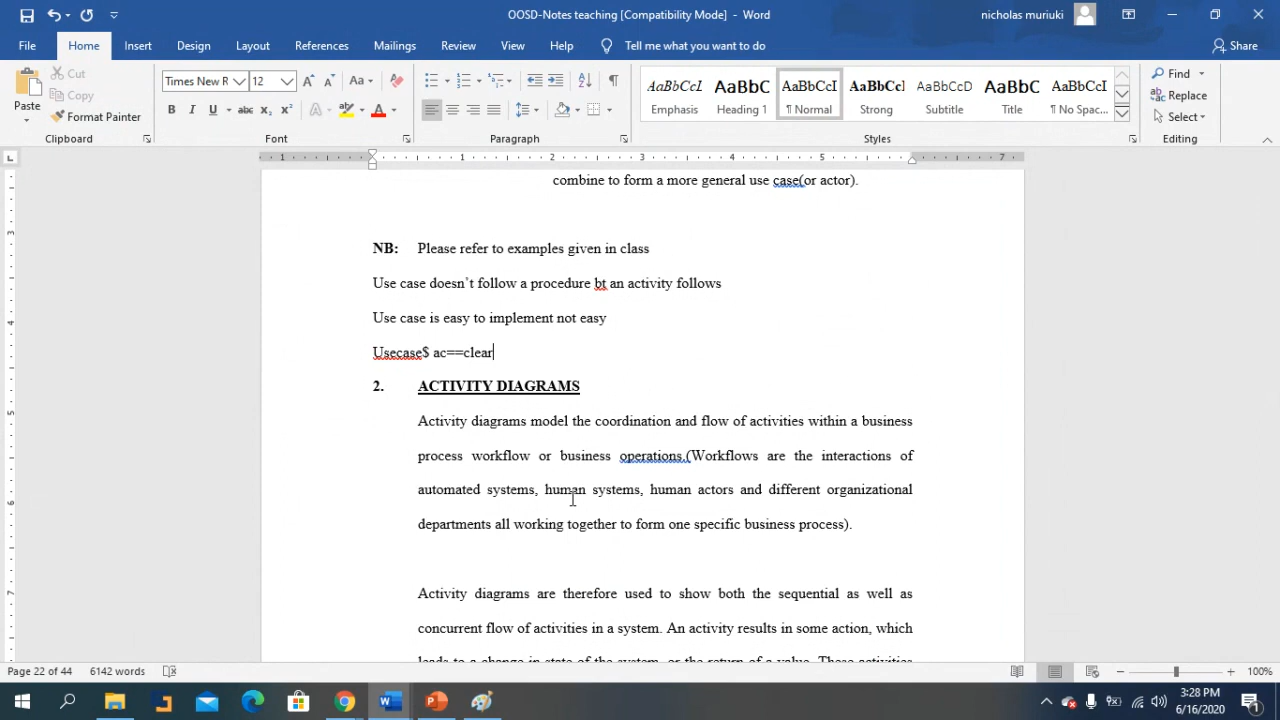 OOSD-Notes teaching [Compatibility Mode] - Word
nicholas muriuki
File Home Insert Design Layout References Mailings Review View Help Tell me what you want to do Share
Paste Cut Copy Format Painter
Times New R 12
AaBbCcI AaBbC AaBbCcI AaBbCcl AaBbCcD AaBbC AaBbCcI
Emphasis Heading 1 ¶ Normal Strong Subtitle Title ¶ No Spac...
Find
Replace
Select
Clipboard Font Paragraph Styles Editing
1 1 2 3 4 5 7
combine to form a more general use case(or actor).
NB: Please refer to examples given in class
Use case doesn’t follow a procedure bt an activity follows
Use case is easy to implement not easy
Usecase$ ac==clear
2. ACTIVITY DIAGRAMS
Activity diagrams model the coordination and flow of activities within a business
process workflow or business operations.(Workflows are the interactions of
automated systems, human systems, human actors and different organizational
departments all working together to form one specific business process).
Activity diagrams are therefore used to show both the sequential as well as
concurrent flow of activities in a system. An activity results in some action, which
leads to a change in state of the system, or the return of a value. These activities
Page 22 of 44 6142 words 100%
3:28 PM
6/16/2020